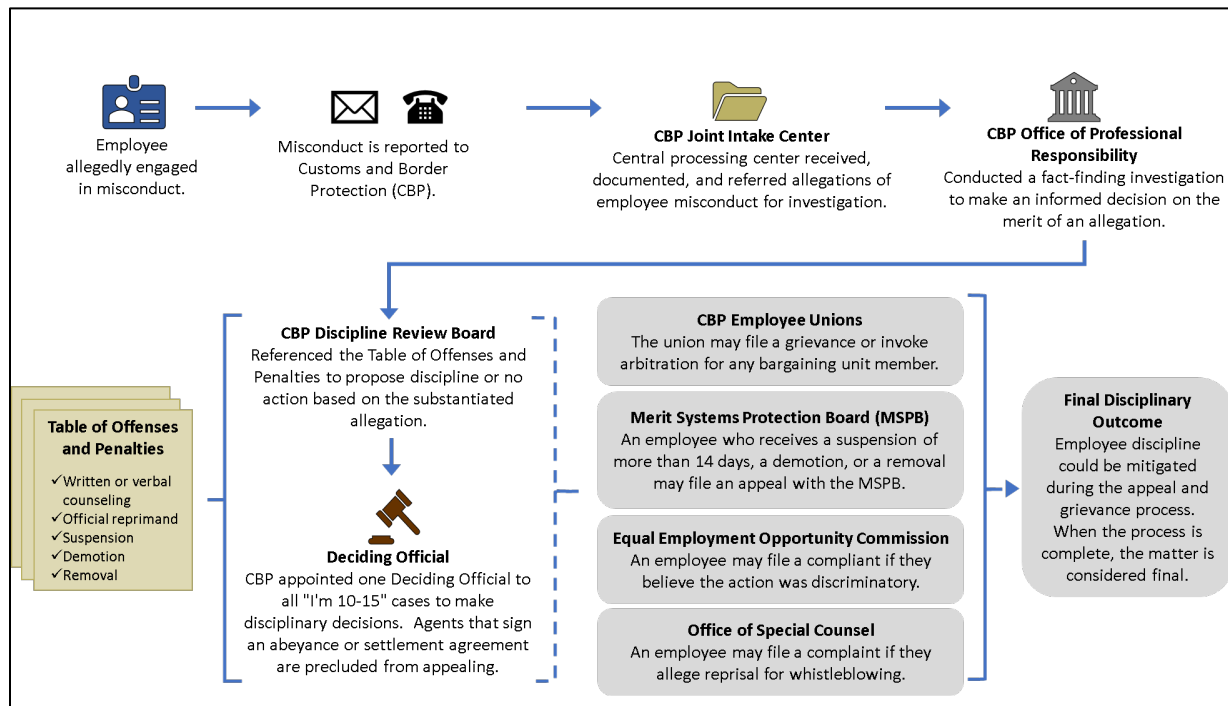 Employee
allegedly engaged
in misconduct.
Misconduct is reported to
Customs and Border
Protection (CBP).
CBP Joint Intake Center
Central processing center received,
documented, and referred allegations of
employee misconduct for investigation.
CBP Office of Professional
Responsibility
Conducted a fact-finding investigation
to make an informed decision on the
merit of an allegation.
Table of Offenses
and Penalties
✓Written or verbal
counseling
✓Official reprimand
✓Suspension
✓Demotion
✓Removal
CBP Discipline Review Board
Referenced the Table of Offenses and
Penalties to propose discipline or no
action based on the substantiated
allegation.
Deciding Official
CBP appointed one Deciding Official to
all "I'm 10-15" cases to make
disciplinary decisions. Agents that sign
an abeyance or settlement agreement
are precluded from appealing.
CBP Employee Unions
The union may file a grievance or invoke
arbitration for any bargaining unit member.
Merit Systems Protection Board (MSPB)
An employee who receives a suspension of
more than 14 days, a demotion, or a removal
may file an appeal with the MSPB.
Equal Employment Opportunity Commission
An employee may file a compliant if they
believe the action was discriminatory.
Office of Special Counsel
An employee may file a complaint if they
allege reprisal for whistleblowing.
Final Disciplinary
Outcome
Employee discipline
could be mitigated
during the appeal and
grievance process.
When the process is
complete, the matter is
considered final.